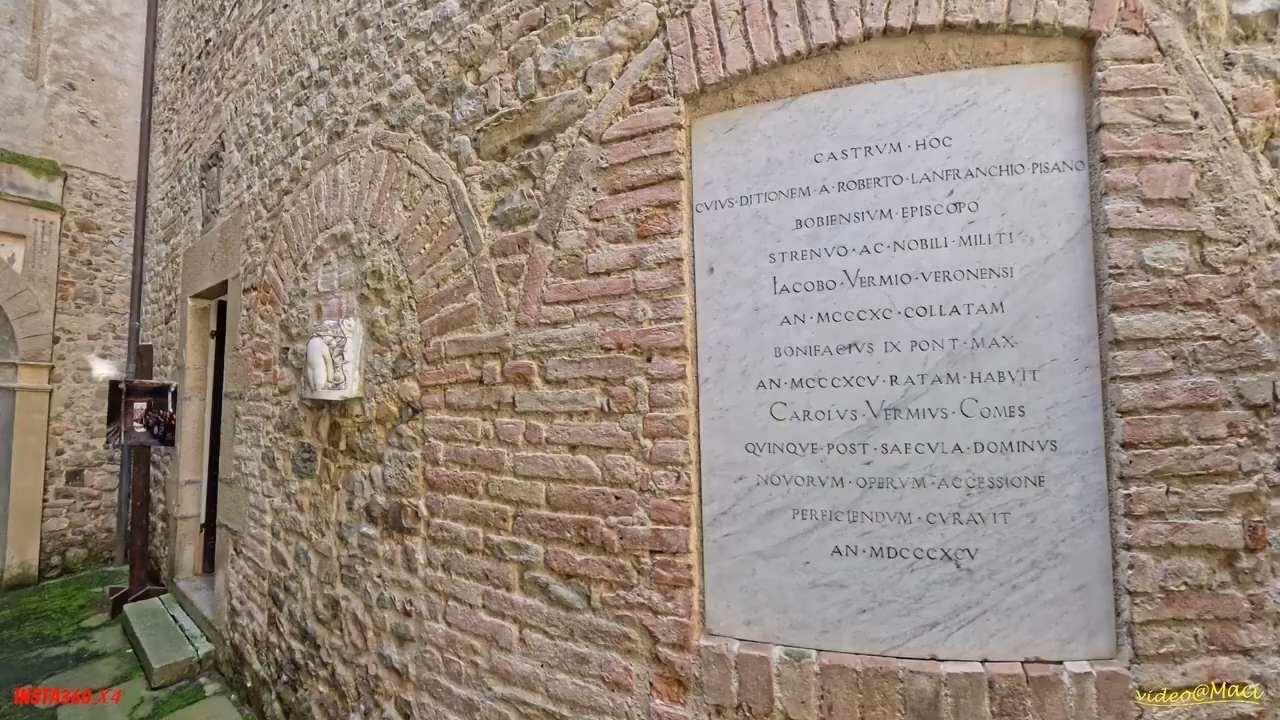 CASTRVM·HOC
CVIVS·DITIONEM·A·ROBERTO·LANFRANCHIO·PISANO
BOBIENSIVM·EPISCOPO
STRENVO·AC·NOBILI·MILITI
IACOBO·VERMIO·VERONENSI
AN·MCCCXC·COLLATAM
BONIFACIVS IX PONT·MAX·
AN·MCCCXCV·RATAM·HABVIT
CAROLVS·VERMIVS·COMES
QVINQVE·POST·SAECVLA·DOMINVS
NOVORVM·OPERVM·ACCESSIONE
PERFICIENDVM·CVRAVIT
AN·MDCCCXCV
INSTA360 X4
video@Maci